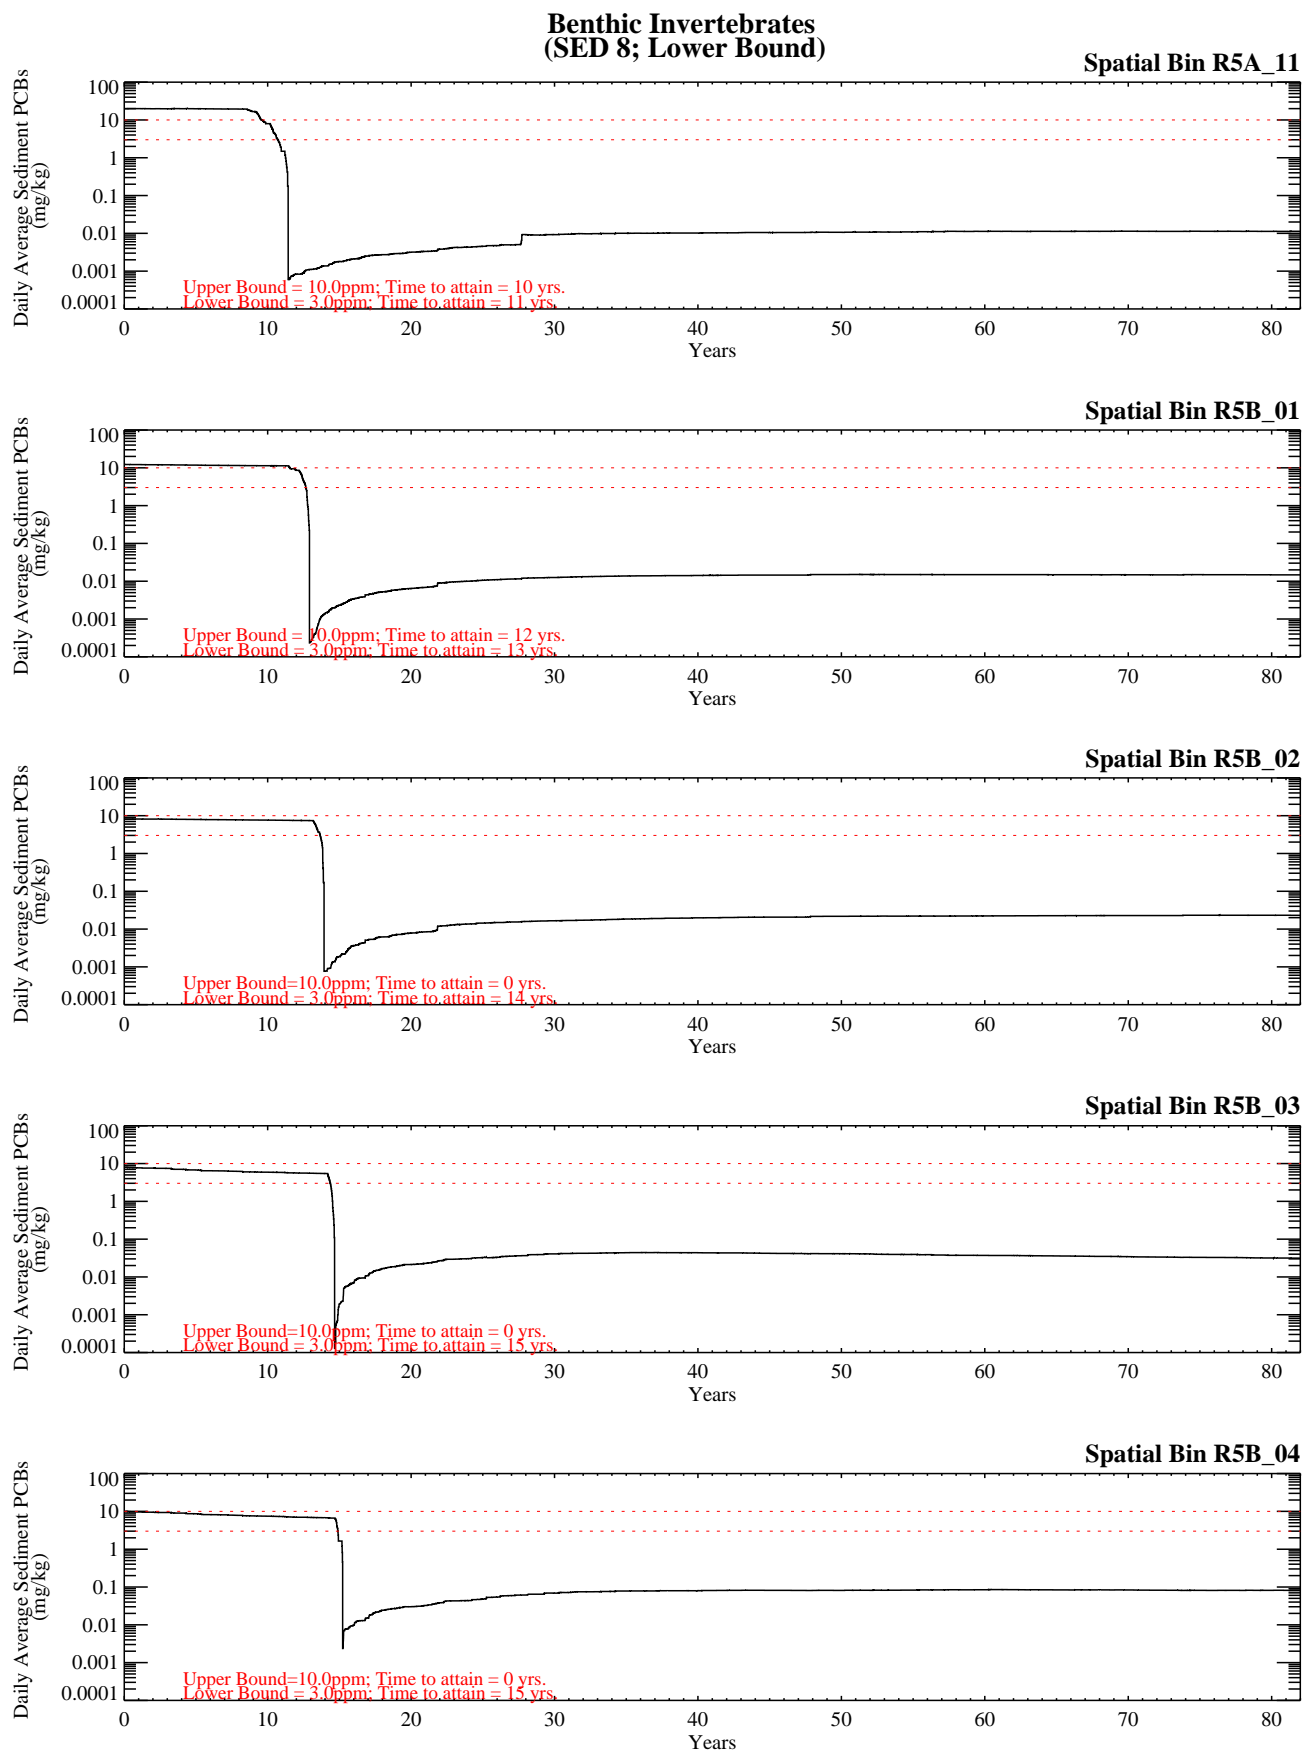 Benthic Invertebrates
(SED 8; Lower Bound)
Spatial Bin R5A_11
Daily Average Sediment PCBs
(mg/kg)
100
10
1
0.1
0.01
0.001
0.0001
Upper Bound = 10.0ppm; Time to attain = 10 yrs.
Lower Bound = 3.0ppm; Time to attain = 11 yrs.
0 10 20 30 40 50 60 70 80
Years
Spatial Bin R5B_01
Daily Average Sediment PCBs
(mg/kg)
100
10
1
0.1
0.01
0.001
0.0001
Upper Bound = 10.0ppm; Time to attain = 12 yrs.
Lower Bound = 3.0ppm; Time to attain = 13 yrs.
0 10 20 30 40 50 60 70 80
Years
Spatial Bin R5B_02
Daily Average Sediment PCBs
(mg/kg)
100
10
1
0.1
0.01
0.001
0.0001
Upper Bound=10.0ppm; Time to attain = 0 yrs.
Lower Bound = 3.0ppm; Time to attain = 14 yrs.
0 10 20 30 40 50 60 70 80
Years
Spatial Bin R5B_03
Daily Average Sediment PCBs
(mg/kg)
100
10
1
0.1
0.01
0.001
0.0001
Upper Bound=10.0ppm; Time to attain = 0 yrs.
Lower Bound = 3.0ppm; Time to attain = 15 yrs.
0 10 20 30 40 50 60 70 80
Years
Spatial Bin R5B_04
Daily Average Sediment PCBs
(mg/kg)
100
10
1
0.1
0.01
0.001
0.0001
Upper Bound=10.0ppm; Time to attain = 0 yrs.
Lower Bound = 3.0ppm; Time to attain = 15 yrs.
0 10 20 30 40 50 60 70 80
Years